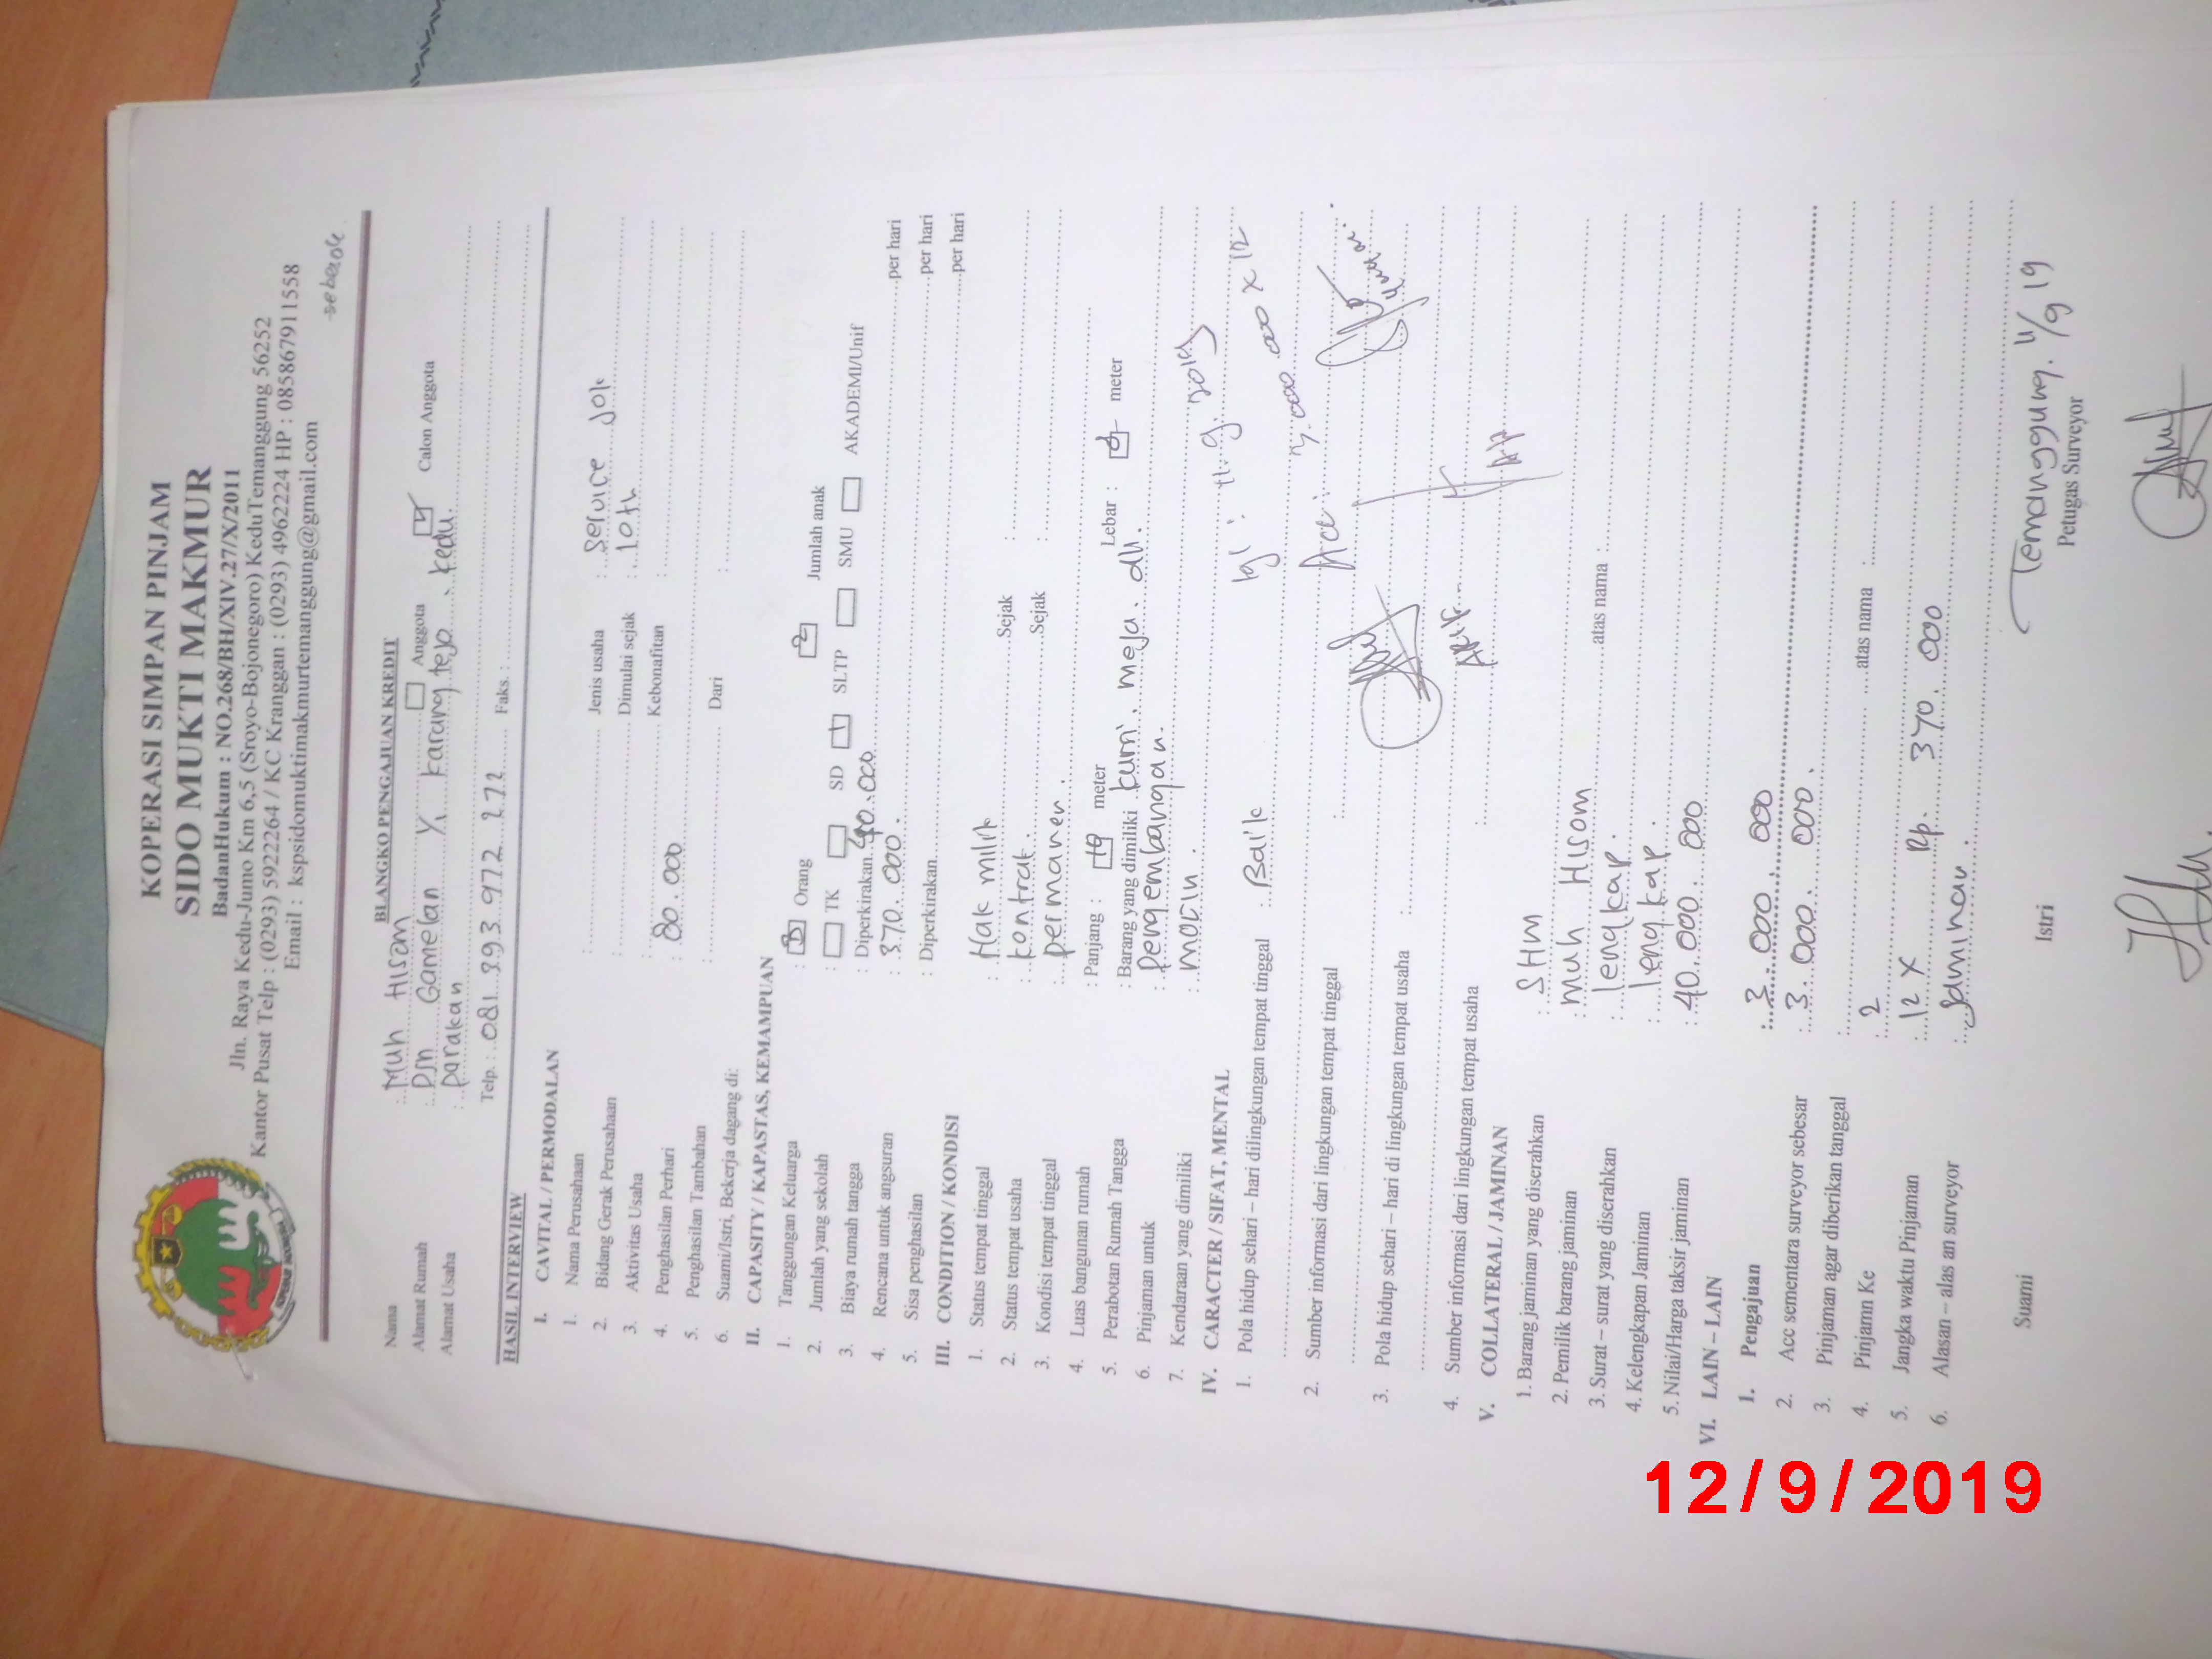 KOPERASI SIMPAN PINJAM
SIDO MUKTI MAKMUR
BadanHukum : NO.268/BH/XIV.27/X/2011
Jln. Raya Kedu-Jumo Km 6,5 (Sroyo-Bojonegoro) KeduTemanggung 56252
Kantor Pusat Telp : (0293) 5922264 / KC Kranggan : (0293) 4962224 HP : 085867911558
Email : kspsidomuktimakmurtemanggung@gmail.com
BLANGKO PENGAJUAN KREDIT
Nama : Muh Hisom Anggota Calon Anggota
Alamat Rumah : Dsn Gamelan Karang tejo, kedu.
Alamat Usaha : parakan
Telp. : 081 393 972 272 Faks. :
HASIL INTERVIEW
I. CAVITAL / PERMODALAN
1. Nama Perusahaan : Jenis usaha : Service Jok
2. Bidang Gerak Perusahaan : Dimulai sejak : 10 th
3. Aktivitas Usaha : Kebonafitan :
4. Penghasilan Perhari : 80.000
5. Penghasilan Tambahan : Dari :
6. Suami/Istri, Bekerja dagang di:
II. CAPASITY / KAPASTAS, KEMAMPUAN
1. Tanggungan Keluarga : 3 Orang 2 Jumlah anak
2. Jumlah yang sekolah : TK SD 1 SLTP SMU AKADEMI/Unif
3. Biaya rumah tangga : Diperkirakan 40.000 per hari
4. Rencana untuk angsuran : 370.000. per hari
5. Sisa penghasilan : Diperkirakan per hari
III. CONDITION / KONDISI
1. Status tempat tinggal : Hak milik Sejak :
2. Status tempat usaha : kontrak. Sejak :
3. Kondisi tempat tinggal : permanen.
4. Luas bangunan rumah : Panjang : meter Lebar : meter
5. Perabotan Rumah Tangga : Barang yang dimiliki kursi, meja, dll.
6. Pinjaman untuk : pengembangan.
7. Kendaraan yang dimiliki :
IV. CARACTER / SIFAT, MENTAL
1. Pola hidup sehari – hari dilingkungan tempat tinggal : Baik
2. Sumber informasi dari lingkungan tempat tinggal :
3. Pola hidup sehari – hari di lingkungan tempat usaha :
4. Sumber informasi dari lingkungan tempat usaha :
V. COLLATERAL / JAMINAN
1. Barang jaminan yang diserahkan : SHM
2. Pemilik barang jaminan : Muh Hisom atas nama :
3. Surat – surat yang diserahkan : lengkap.
4. Kelengkapan Jaminan : lengkap.
5. Nilai/Harga taksir jaminan : 40.000.000
VI. LAIN – LAIN
1. Pengajuan : 3.000.000
2. Acc sementara surveyor sebesar : 3.000.000.
3. Pinjaman agar diberikan tanggal : atas nama :
4. Pinjamn Ke : 2
5. Jangka waktu Pinjaman : 12 x Rp. 370.000
6. Alasan – alas an surveyor : Jaminan.
Temanggung. 11/9 19
Suami Istri Petugas Surveyor
12/9/2019